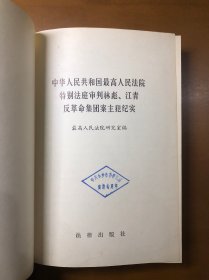 中华人民共和国最高人民法院
特别法庭审判林彪、江青
反革命集团案主犯纪实
最高人民法院研究室编
法律出版社